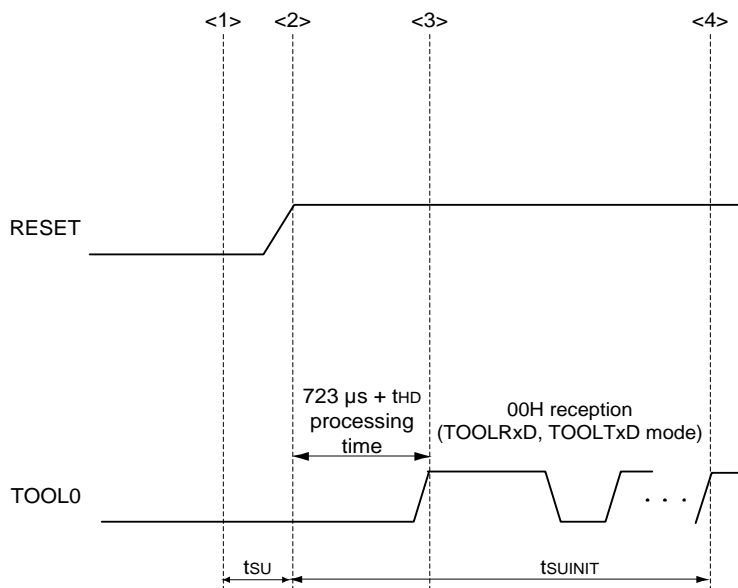 <1> <2> <3> <4>
RESET
723 µs + tHD
processing
time
00H reception
(TOOLRxD, TOOLTxD mode)
TOOL0
. . .
tSU
tSUINIT